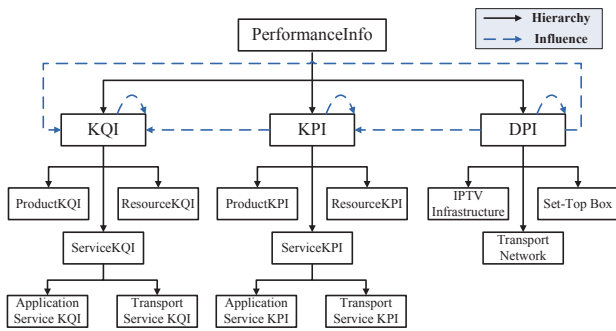 PerformanceInfo
Hierarchy
Influence
KQI
KPI
DPI
ProductKQI
ResourceKQI
ProductKPI
ResourceKPI
IPTV
Infrastructure
Set-Top Box
ServiceKQI
ServiceKPI
Transport
Network
Application
Service KQI
Transport
Service KQI
Application
Service KPI
Transport
Service KPI